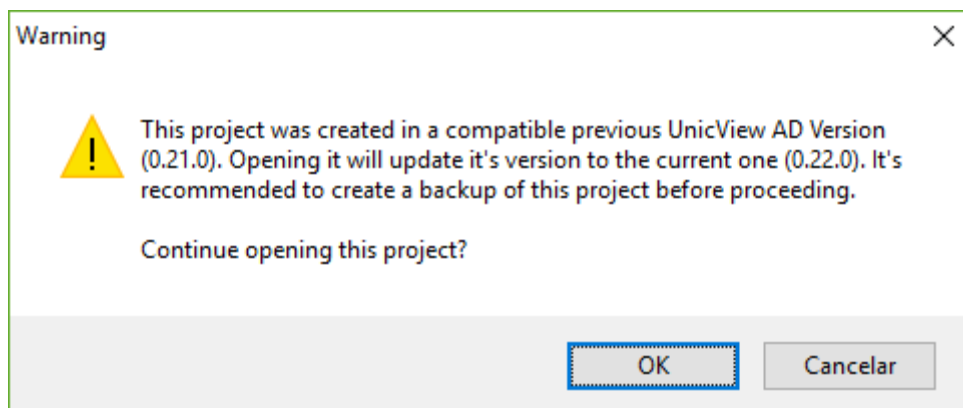 Warning
This project was created in a compatible previous UnicView AD Version
(0.21.0). Opening it will update it's version to the current one (0.22.0). It's
recommended to create a backup of this project before proceeding.
Continue opening this project?
OK
Cancelar